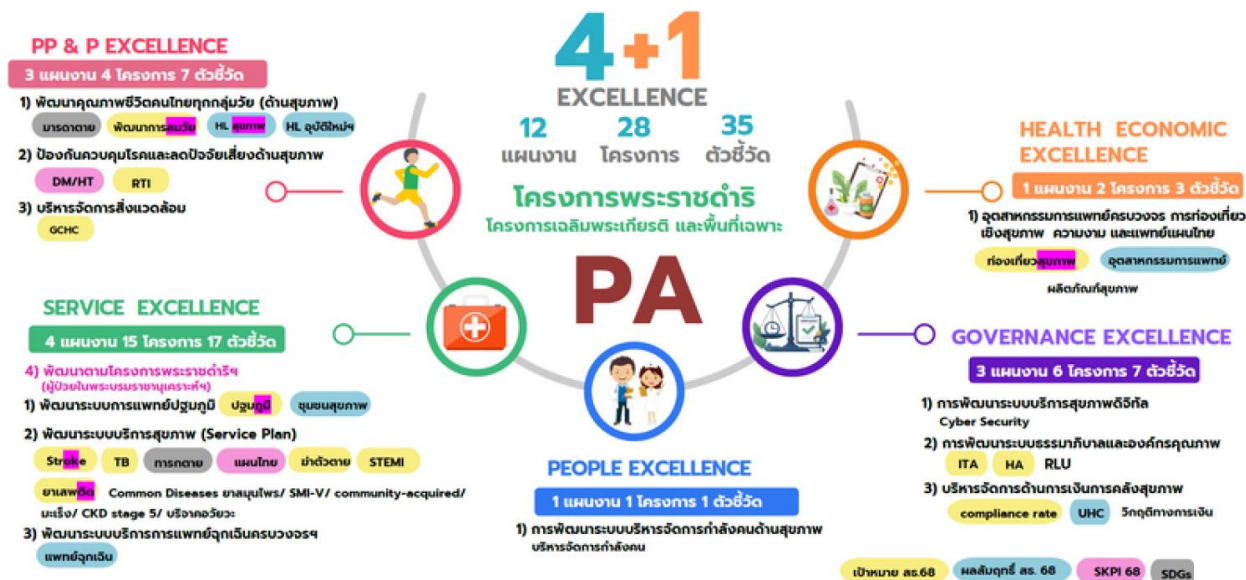 PP & P EXCELLENCE
3 แผนงาน 4 โครงการ 7 ตัวชี้วัด
1) พัฒนาคุณภาพชีวิตคนไทยทุกกลุ่มวัย (ด้านสุขภาพ)
มารดาตาย พัฒนาการสมวัย HL สุขภาพ HL อุบัติใหม่ฯ
2) ป้องกันควบคุมโรคและลดปัจจัยเสี่ยงด้านสุขภาพ
DM/HT RTI
3) บริหารจัดการสิ่งแวดล้อม
GCHC
4+1
EXCELLENCE
12 28 35
แผนงาน โครงการ ตัวชี้วัด
โครงการพระราชดำริ
โครงการเฉลิมพระเกียรติ และพื้นที่เฉพาะ
PA
HEALTH ECONOMIC
EXCELLENCE
1 แผนงาน 2 โครงการ 3 ตัวชี้วัด
1) อุตสาหกรรมการแพทย์ครบวงจร การท่องเที่ยว
เชิงสุขภาพ ความงาม และแพทย์แผนไทย
ท่องเที่ยวสุขภาพ อุตสาหกรรมการแพทย์
ผลิตภัณฑ์สุขภาพ
SERVICE EXCELLENCE
4 แผนงาน 15 โครงการ 17 ตัวชี้วัด
4) พัฒนาตามโครงการพระราชดำริฯ
(ผู้ป่วยในพระบรมราชานุเคราะห์ฯ)
1) พัฒนาระบบการแพทย์ปฐมภูมิ ปฐมภูมิ ชุมชนสุขภาพ
2) พัฒนาระบบบริการสุขภาพ (Service Plan)
Stroke TB ทารกตาย แผนไทย ฆ่าตัวตาย STEMI
ยาเสพติด Common Diseases ยาสมุนไพร/ SMI-V/ community-acquired/
มะเร็ง/ CKD stage 5/ บริจาคอวัยวะ
3) พัฒนาระบบบริการการแพทย์ฉุกเฉินครบวงจรฯ
แพทย์ฉุกเฉิน
PEOPLE EXCELLENCE
1 แผนงาน 1 โครงการ 1 ตัวชี้วัด
1) การพัฒนาระบบบริหารจัดการกำลังคนด้านสุขภาพ
บริหารจัดการกำลังคน
GOVERNANCE EXCELLENCE
3 แผนงาน 6 โครงการ 7 ตัวชี้วัด
1) การพัฒนาระบบบริการสุขภาพดิจิทัล
Cyber Security
2) การพัฒนาระบบธรรมาภิบาลและองค์กรคุณภาพ
ITA HA RLU
3) บริหารจัดการด้านการเงินการคลังสุขภาพ
compliance rate UHC วิกฤติทางการเงิน
เป้าหมาย สธ.68 ผลสัมฤทธิ์ สธ. 68 SKPI 68 SDGs